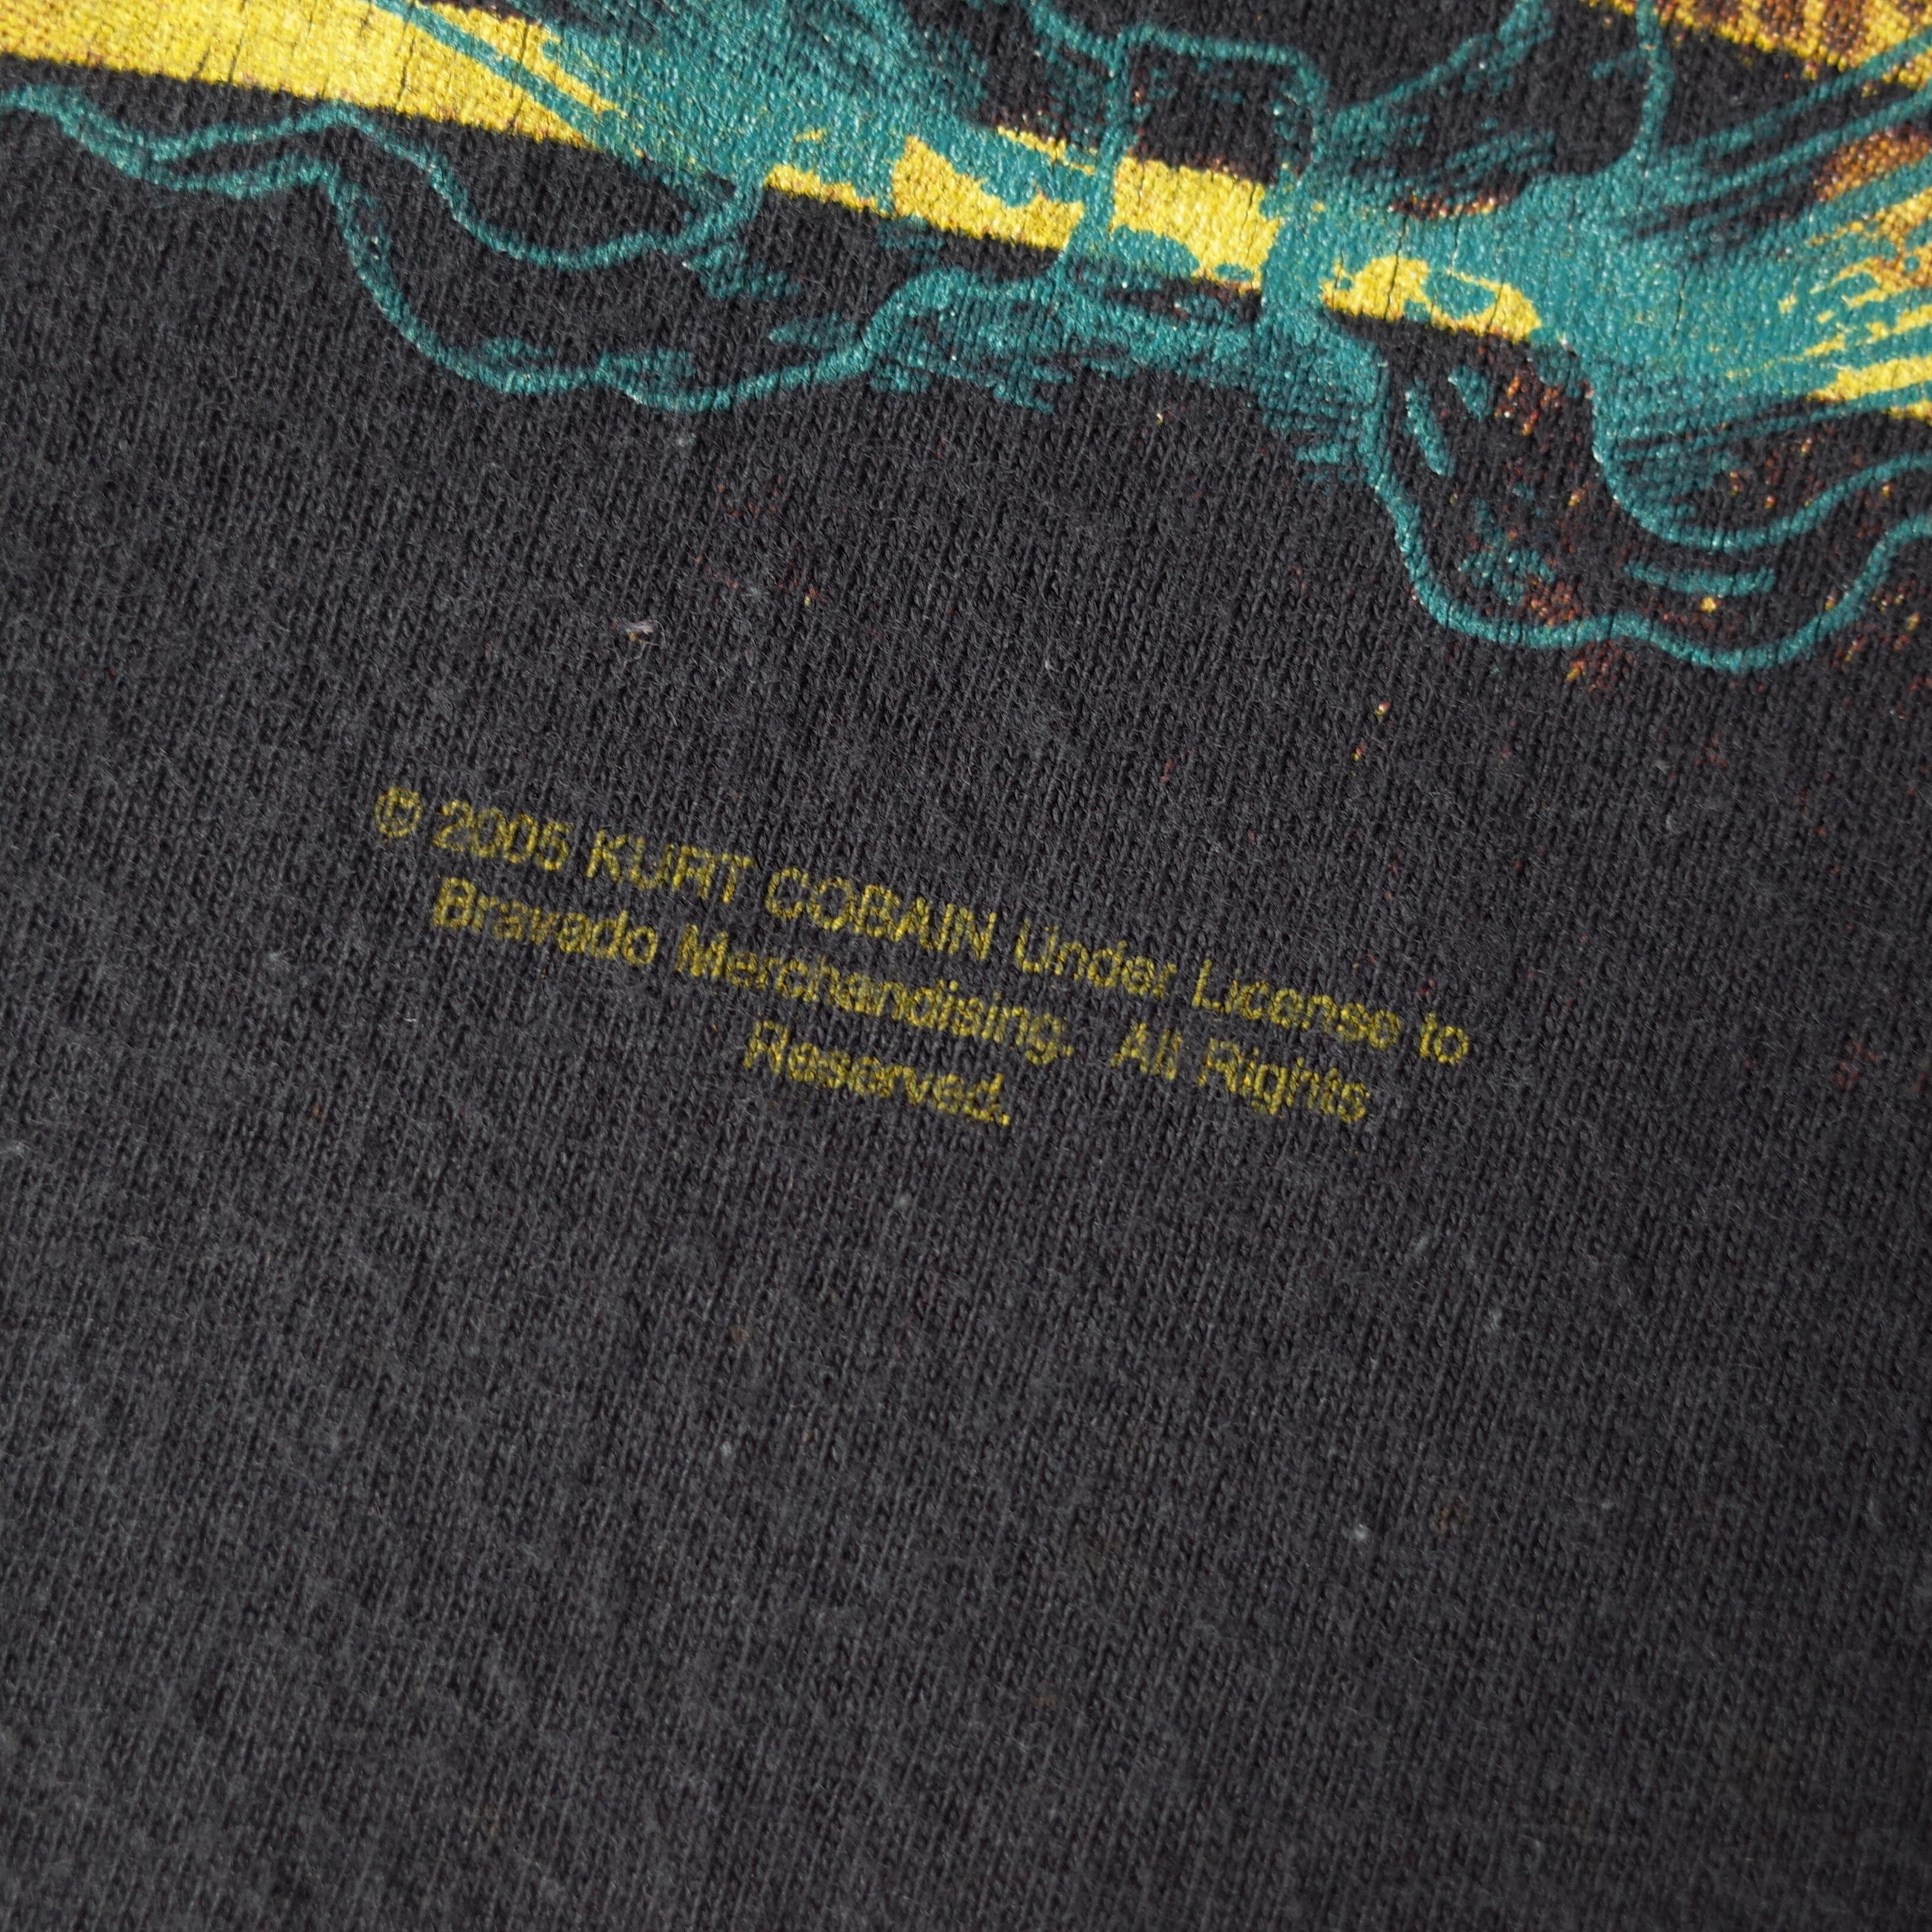 © 2005 KURT COBAIN Under License to
Bravado Merchandising.  All Rights
Reserved.